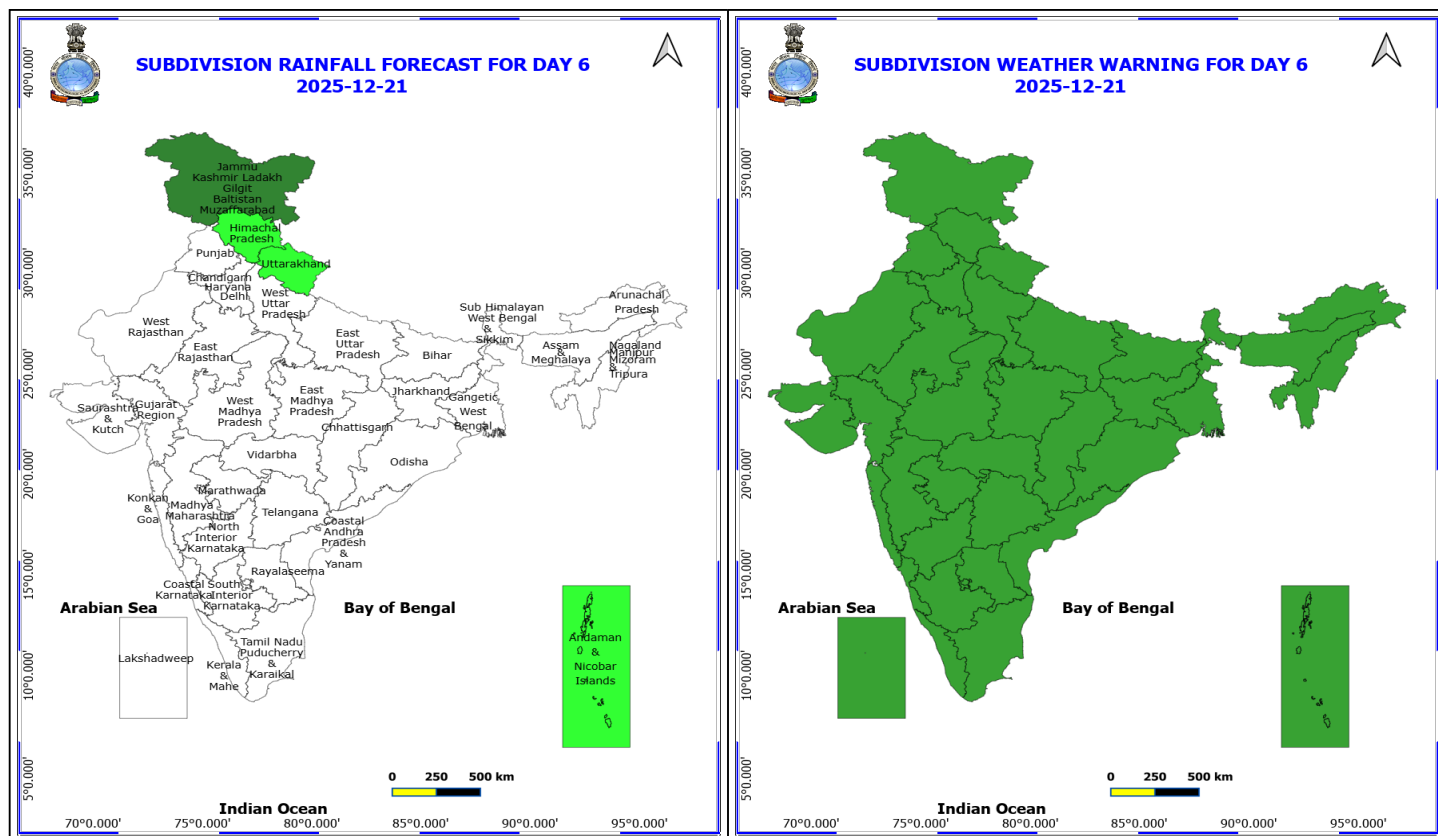 SUBDIVISION RAINFALL FORECAST FOR DAY 6
2025-12-21
40°0.000'
35°0.000'
30°0.000'
25°0.000'
20°0.000'
15°0.000'
10°0.000'
5°0.000'
Jammu
Kashmir Ladakh
Gilgit
Baltistan
Muzaffarabad
Himachal
Pradesh
Punjab
Uttarakhand
Chandigarh
Haryana
Delhi
West
Uttar
Pradesh
West
Rajasthan
East
Rajasthan
East
Uttar
Pradesh
Bihar
Sub Himalayan
West Bengal
&
Sikkim
Arunachal
Pradesh
Assam
&
Meghalaya
Nagaland
Manipur
Mizoram
&
Tripura
Saurashtra
&
Kutch
Gujarat
Region
West
Madhya
Pradesh
East
Madhya
Pradesh
Jharkhand
Gangetic
West
Bengal
Chhattisgarh
Vidarbha
Odisha
Konkan
&
Goa
Madhya
Maharashtra
Marathwada
Telangana
North
Interior
Karnataka
Coastal
Andhra
Pradesh
&
Yanam
Rayalaseema
Coastal
Karnataka
South
Interior
Karnataka
Arabian Sea
Bay of Bengal
Lakshadweep
Kerala
&
Mahe
Tamil Nadu
Puducherry
&
Karaikal
Andaman
&
Nicobar
Islands
0 250 500 km
Indian Ocean
70°0.000' 75°0.000' 80°0.000' 85°0.000' 90°0.000' 95°0.000'
SUBDIVISION WEATHER WARNING FOR DAY 6
2025-12-21
40°0.000'
35°0.000'
30°0.000'
25°0.000'
20°0.000'
15°0.000'
10°0.000'
5°0.000'
Arabian Sea
Bay of Bengal
0 250 500 km
Indian Ocean
70°0.000' 75°0.000' 80°0.000' 85°0.000' 90°0.000' 95°0.000'